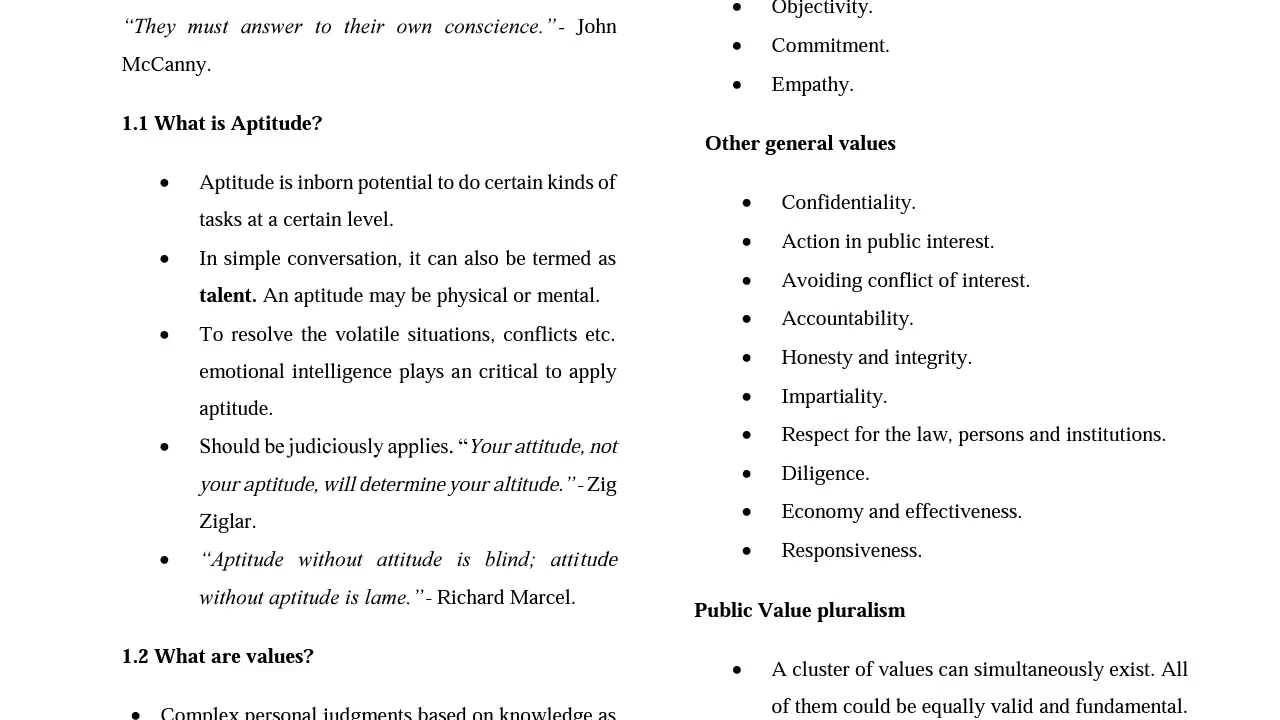 “They must answer to their own conscience.”- John
McCanny.
1.1 What is Aptitude?
• Aptitude is inborn potential to do certain kinds of
tasks at a certain level.
• In simple conversation, it can also be termed as
talent. An aptitude may be physical or mental.
• To resolve the volatile situations, conflicts etc.
emotional intelligence plays an critical to apply
aptitude.
• Should be judiciously applies. “Your attitude, not
your aptitude, will determine your altitude.”- Zig
Ziglar.
• “Aptitude without attitude is blind; attitude
without aptitude is lame.”- Richard Marcel.
1.2 What are values?
• Complex personal judgments based on knowledge as
• Objectivity.
• Commitment.
• Empathy.
Other general values
• Confidentiality.
• Action in public interest.
• Avoiding conflict of interest.
• Accountability.
• Honesty and integrity.
• Impartiality.
• Respect for the law, persons and institutions.
• Diligence.
• Economy and effectiveness.
• Responsiveness.
Public Value pluralism
• A cluster of values can simultaneously exist. All
of them could be equally valid and fundamental.